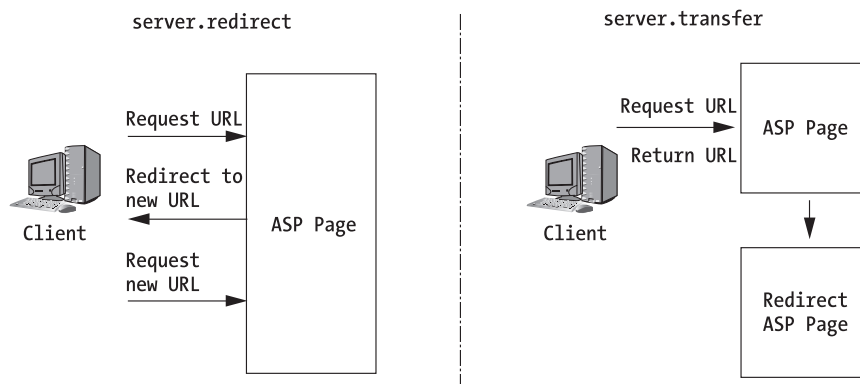 server.redirect
Request URL
Redirect to
new URL
Client
ASP Page
Request
new URL
server.transfer
Request URL
Return URL
ASP Page
Client
Redirect
ASP Page